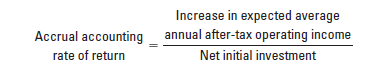 Accrual accounting
rate of return
=
Increase in expected average
annual after-tax operating income
Net initial investment